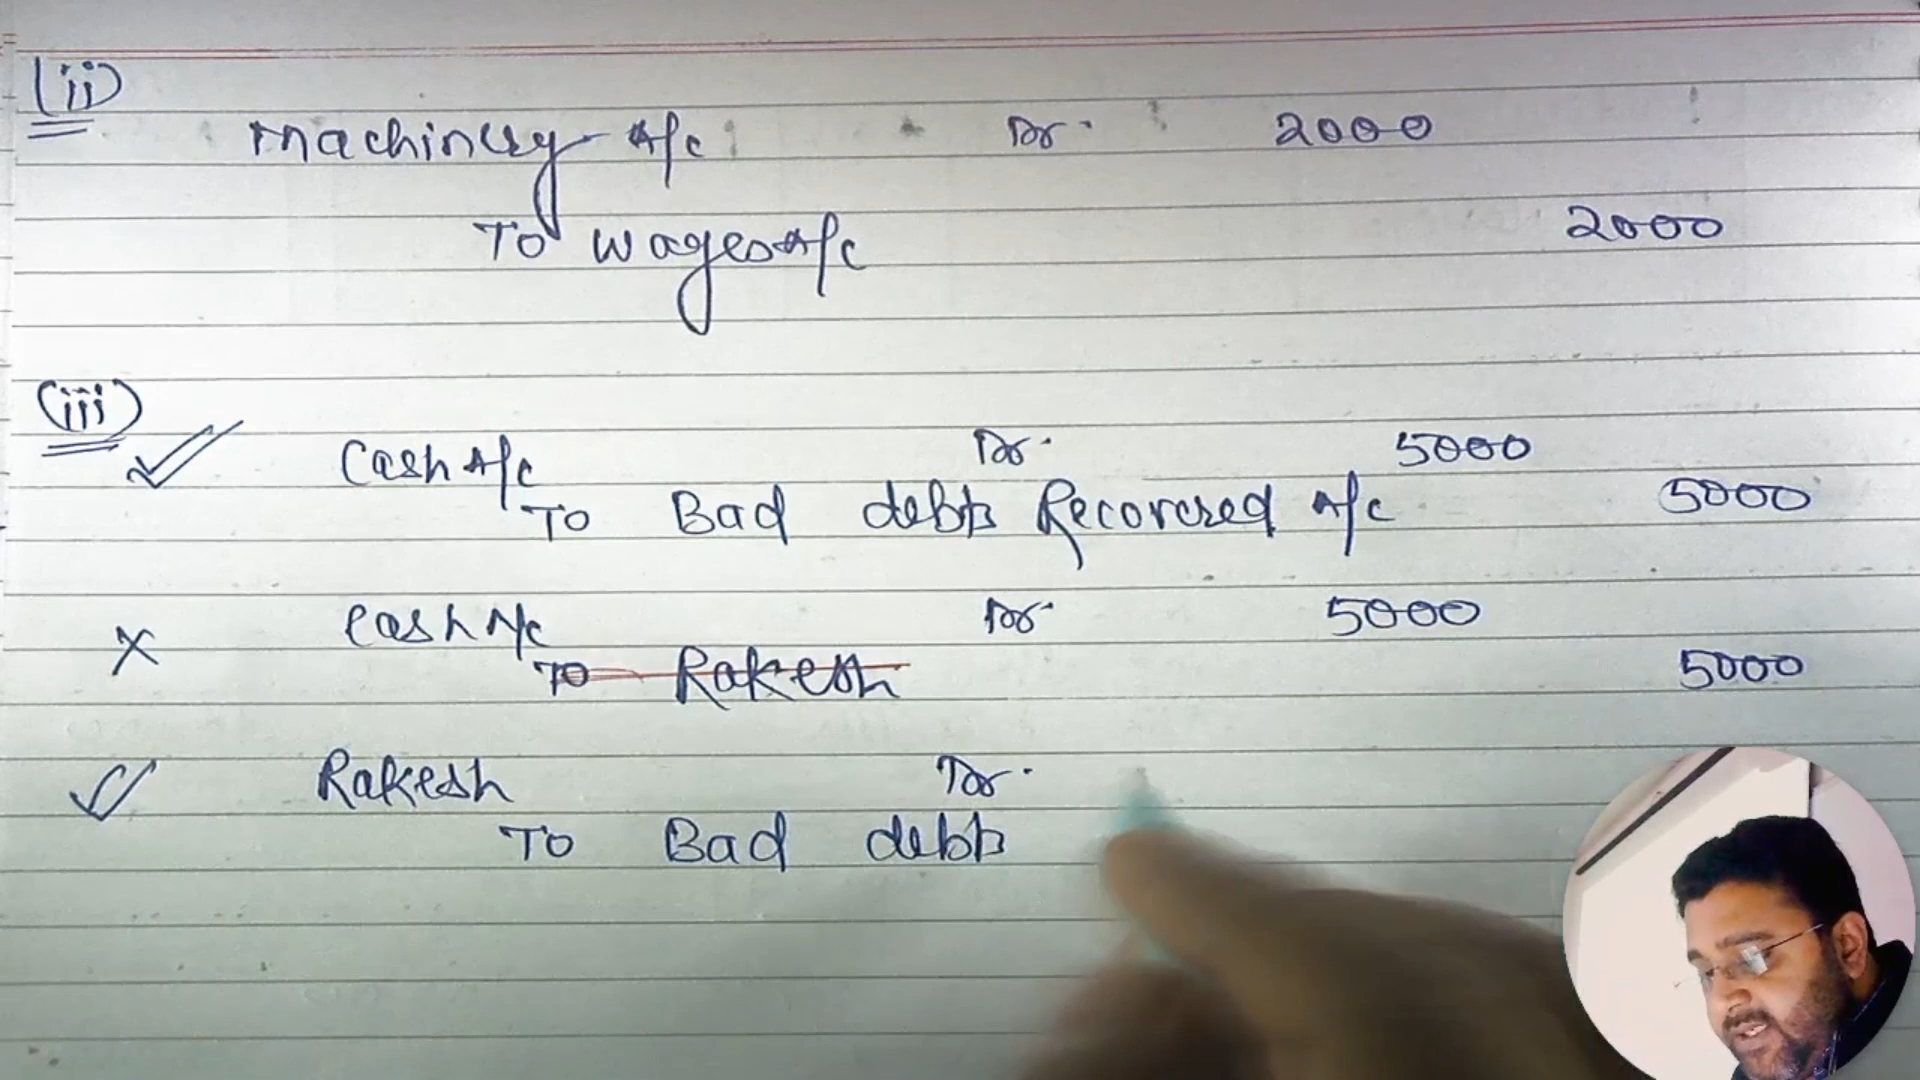 (ii)
Machinery A/c Dr. 2000
To Wages A/c 2000
(iii)
Cash A/c Dr. 5000
To Bad debts Recovered A/c 5000
Cash A/c Dr. 5000
To Rakesh 5000
Rakesh Dr.
To Bad debts